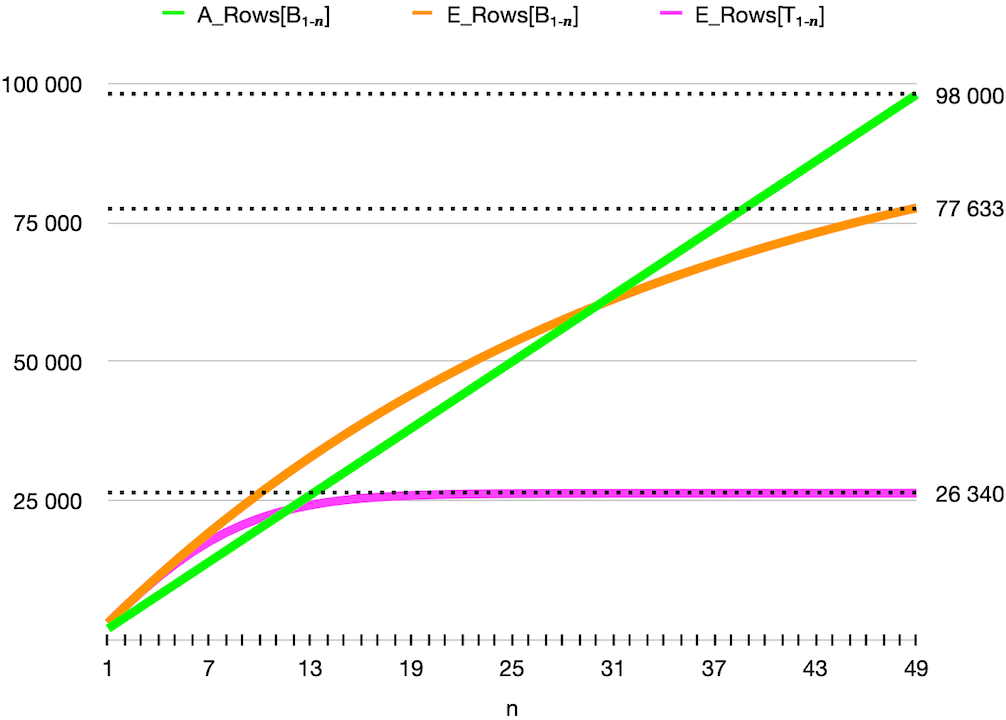 A_Rows[B₁₋ₙ] E_Rows[B₁₋ₙ] E_Rows[T₁₋ₙ]
100 000
98 000
77 633
75 000
50 000
26 340
25 000
1 7 13 19 25 31 37 43 49
n